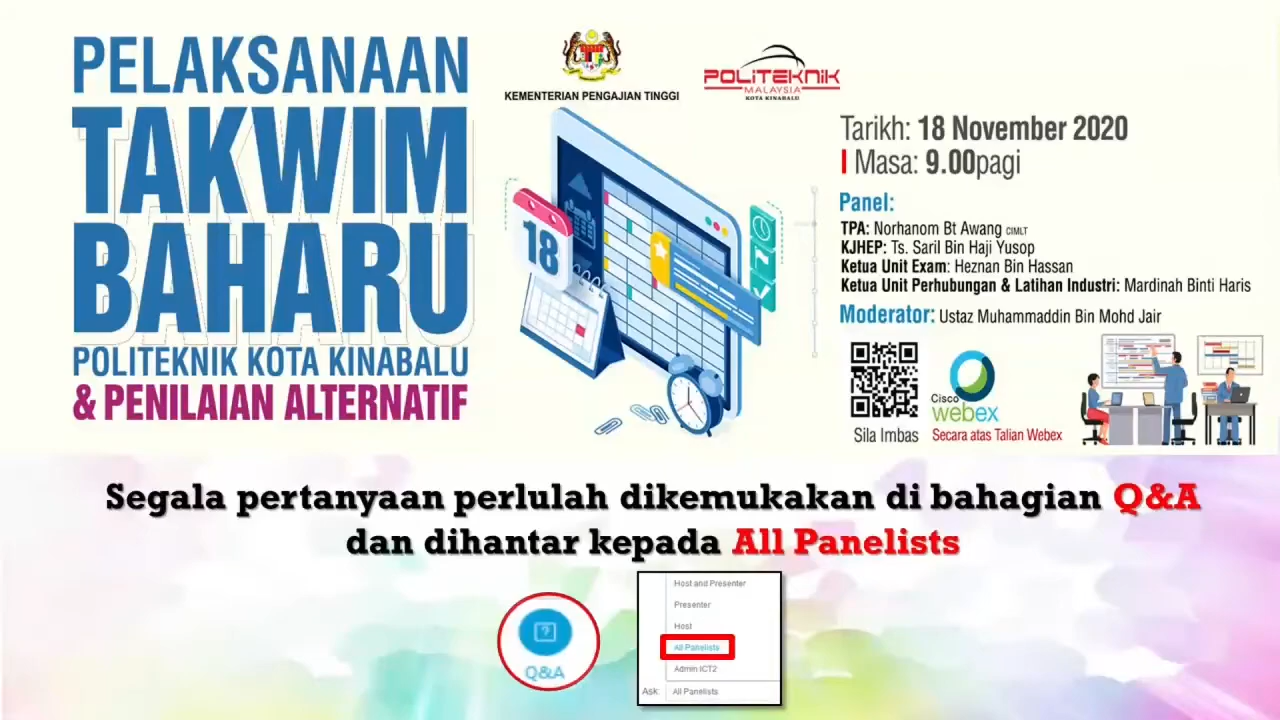 PELAKSANAAN
TAKWIM
BAHARU
POLITEKNIK KOTA KINABALU
& PENILAIAN ALTERNATIF
KEMENTERIAN PENGAJIAN TINGGI
POLITEKNIK
MALAYSIA
KOTA KINABALU
18
Tarikh: 18 November 2020
| Masa: 9.00pagi
Panel:
TPA: Norhanom Bt Awang CIMLT
KJHEP: Ts. Saril Bin Haji Yusop
Ketua Unit Exam: Heznan Bin Hassan
Ketua Unit Perhubungan & Latihan Industri: Mardinah Binti Haris
Moderator: Ustaz Muhammaddin Bin Mohd Jair
Sila Imbas
Cisco
webex
Secara atas Talian Webex
Segala pertanyaan perlulah dikemukakan di bahagian Q&A
dan dihantar kepada All Panelists
?
Q&A
Host and Presenter
Presenter
Host
All Panelists
Admin ICT2
Ask: All Panelists